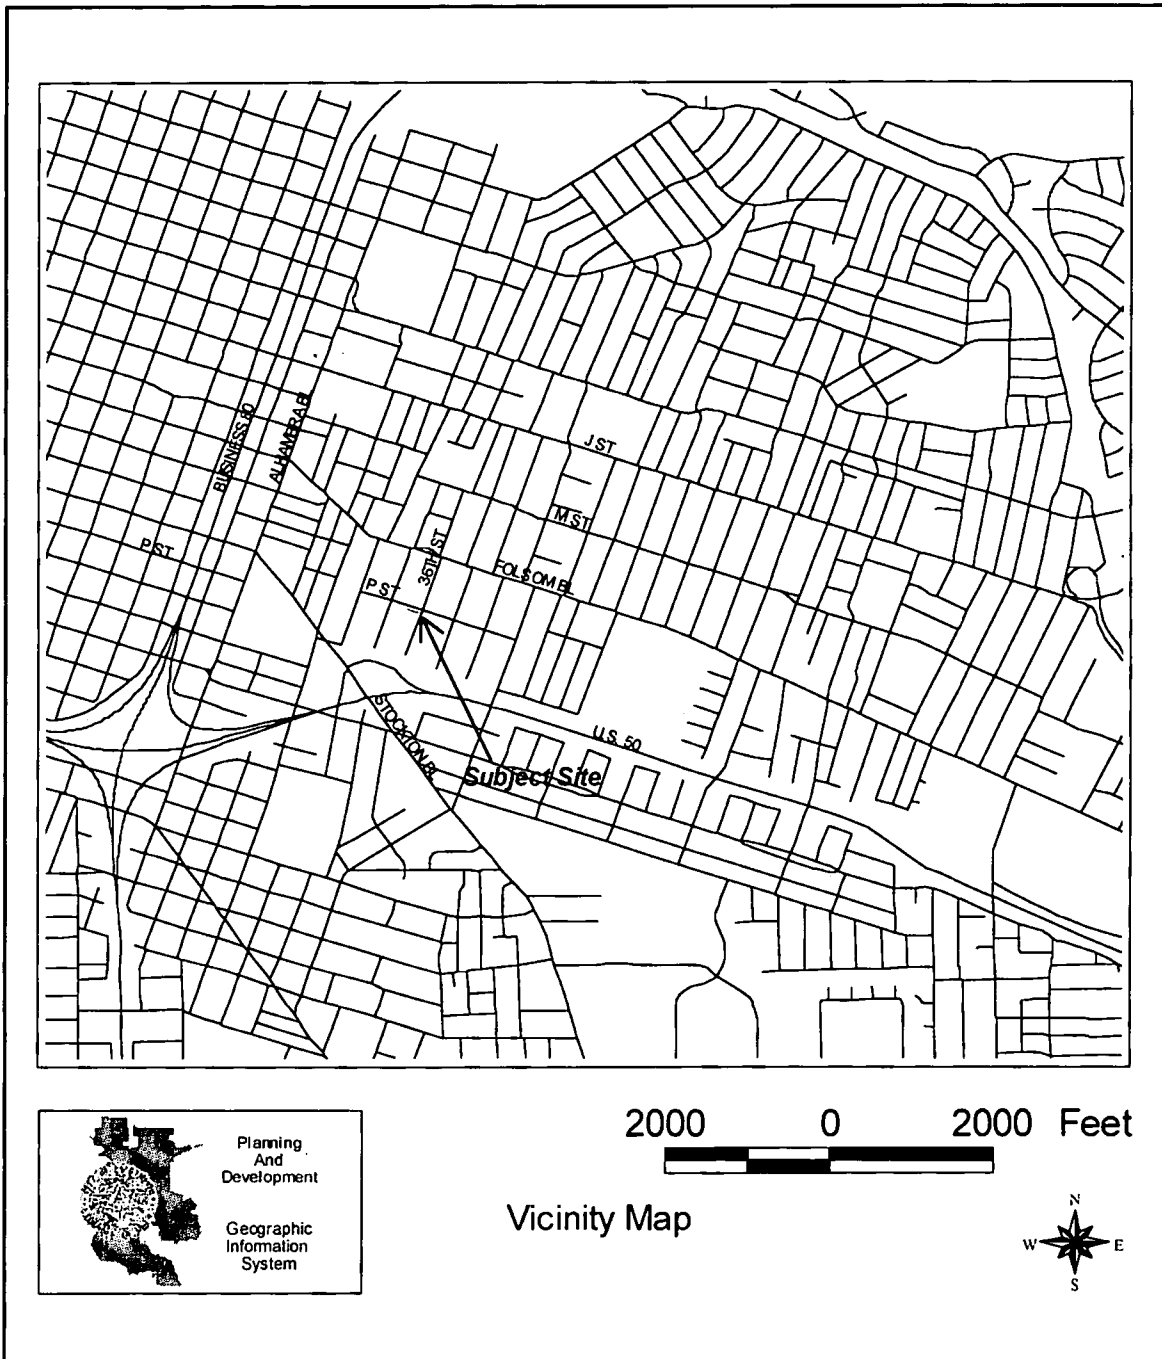 BUSINESS 80
ALHAMBRA BL
J ST
M ST
P ST
36TH ST
FOLSOM BL
P ST
STOCKTON BL
U.S. 50
Subject Site
Planning
And
Development
Geographic
Information
System
2000 0 2000 Feet
Vicinity Map
N
W E
S